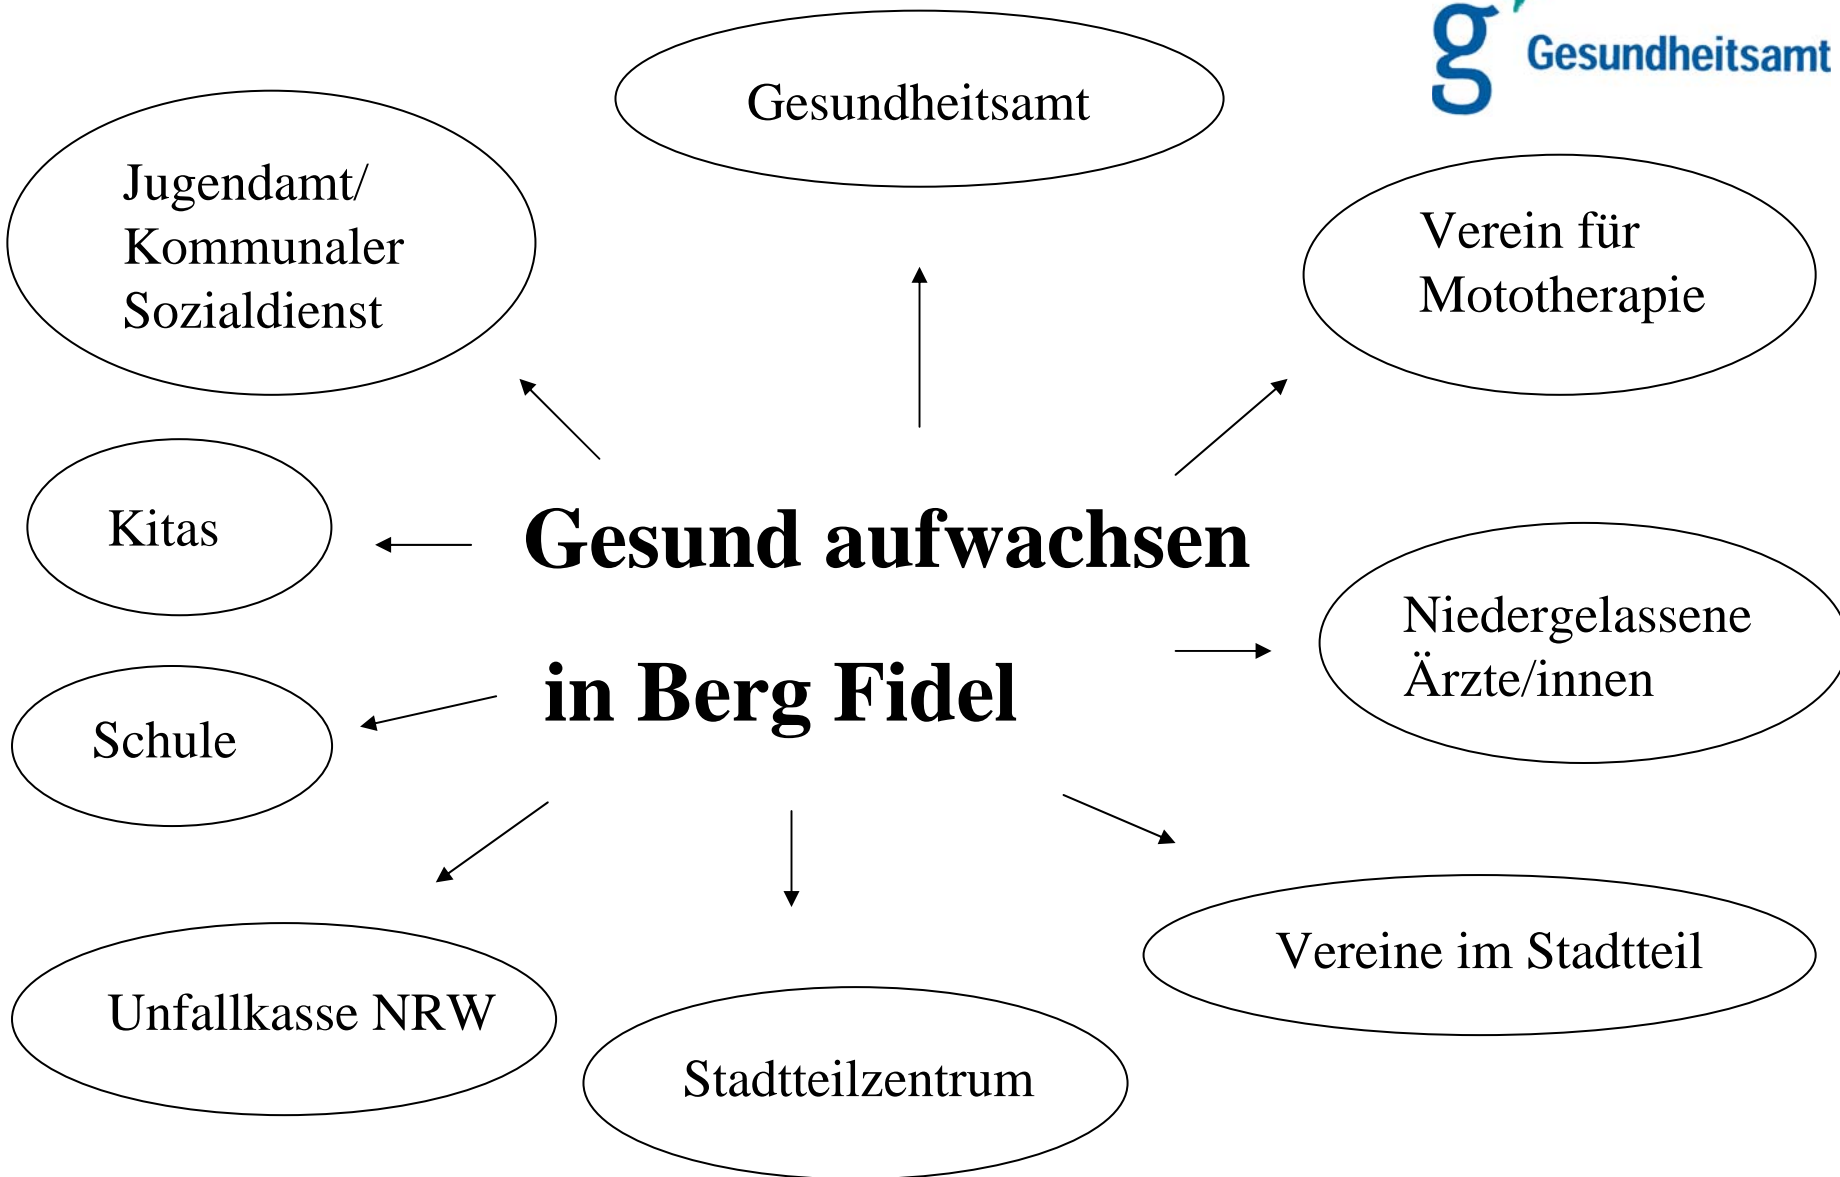 Gesundheitsamt
Gesundheitsamt
Jugendamt/
Kommunaler
Sozialdienst
Verein für
Mototherapie
Kitas
Gesund aufwachsen
in Berg Fidel
Niedergelassene
Ärzte/innen
Schule
Vereine im Stadtteil
Unfallkasse NRW
Stadtteilzentrum